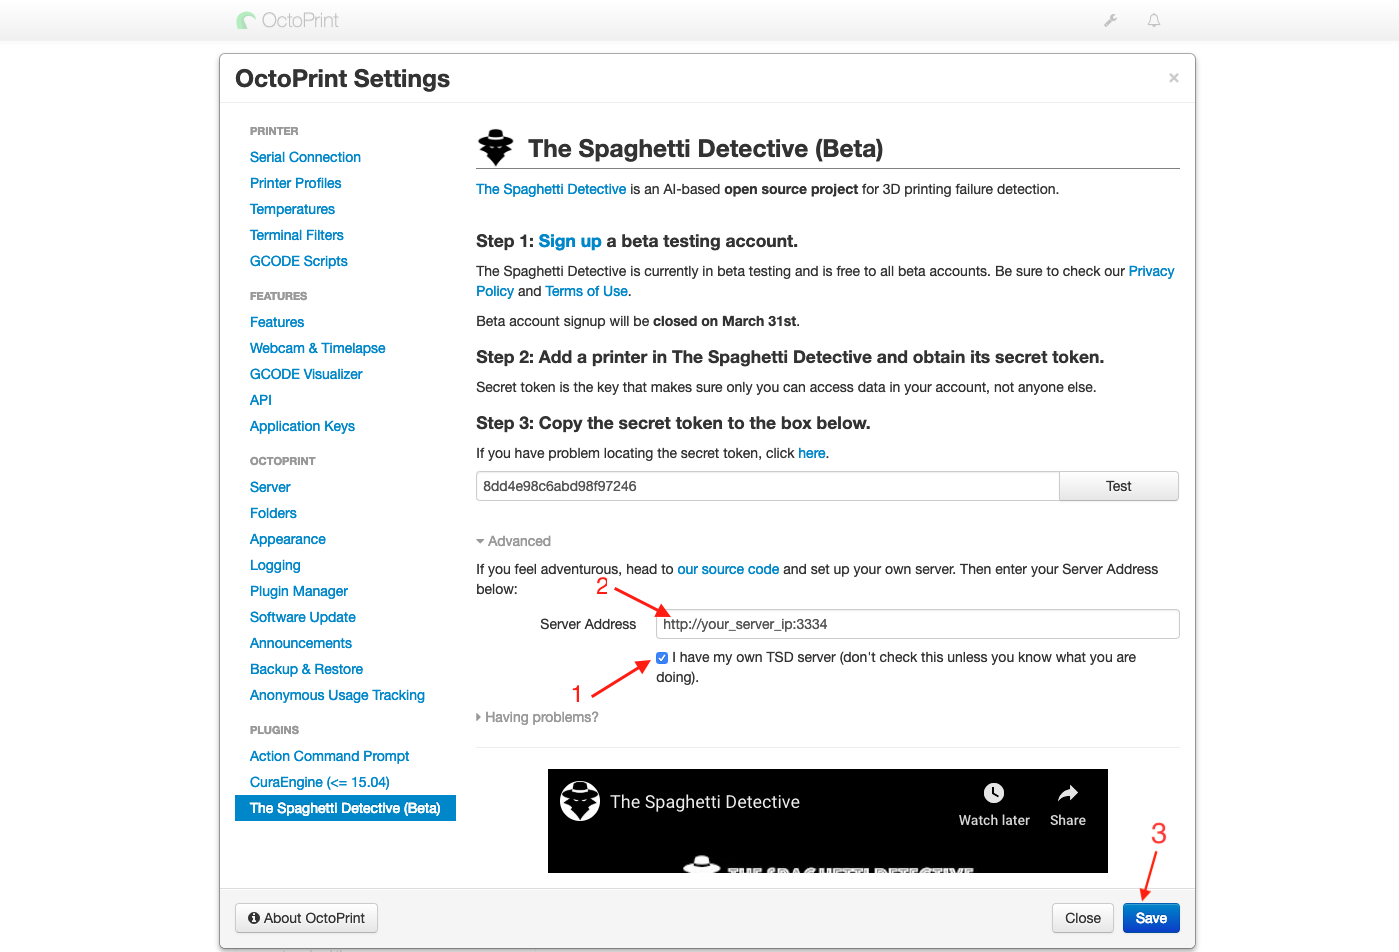 OctoPrint
OctoPrint Settings
×
PRINTER
Serial Connection
Printer Profiles
Temperatures
Terminal Filters
GCODE Scripts
FEATURES
Features
Webcam & Timelapse
GCODE Visualizer
API
Application Keys
OCTOPRINT
Server
Folders
Appearance
Logging
Plugin Manager
Software Update
Announcements
Backup & Restore
Anonymous Usage Tracking
PLUGINS
Action Command Prompt
CuraEngine (<= 15.04)
The Spaghetti Detective (Beta)
The Spaghetti Detective (Beta)
The Spaghetti Detective is an AI-based open source project for 3D printing failure detection.
Step 1: Sign up a beta testing account.
The Spaghetti Detective is currently in beta testing and is free to all beta accounts. Be sure to check our Privacy
Policy and Terms of Use.
Beta account signup will be closed on March 31st.
Step 2: Add a printer in The Spaghetti Detective and obtain its secret token.
Secret token is the key that makes sure only you can access data in your account, not anyone else.
Step 3: Copy the secret token to the box below.
If you have problem locating the secret token, click here.
8dd4e98c6abd98f97246
Test
Advanced
If you feel adventurous, head to our source code and set up your own server. Then enter your Server Address
below:
2
Server Address
http://your_server_ip:3334
I have my own TSD server (don't check this unless you know what you are
doing).
1
Having problems?
The Spaghetti Detective
Watch later
Share
THE SPAGHETTI DETECTIVE
3
About OctoPrint
Close
Save